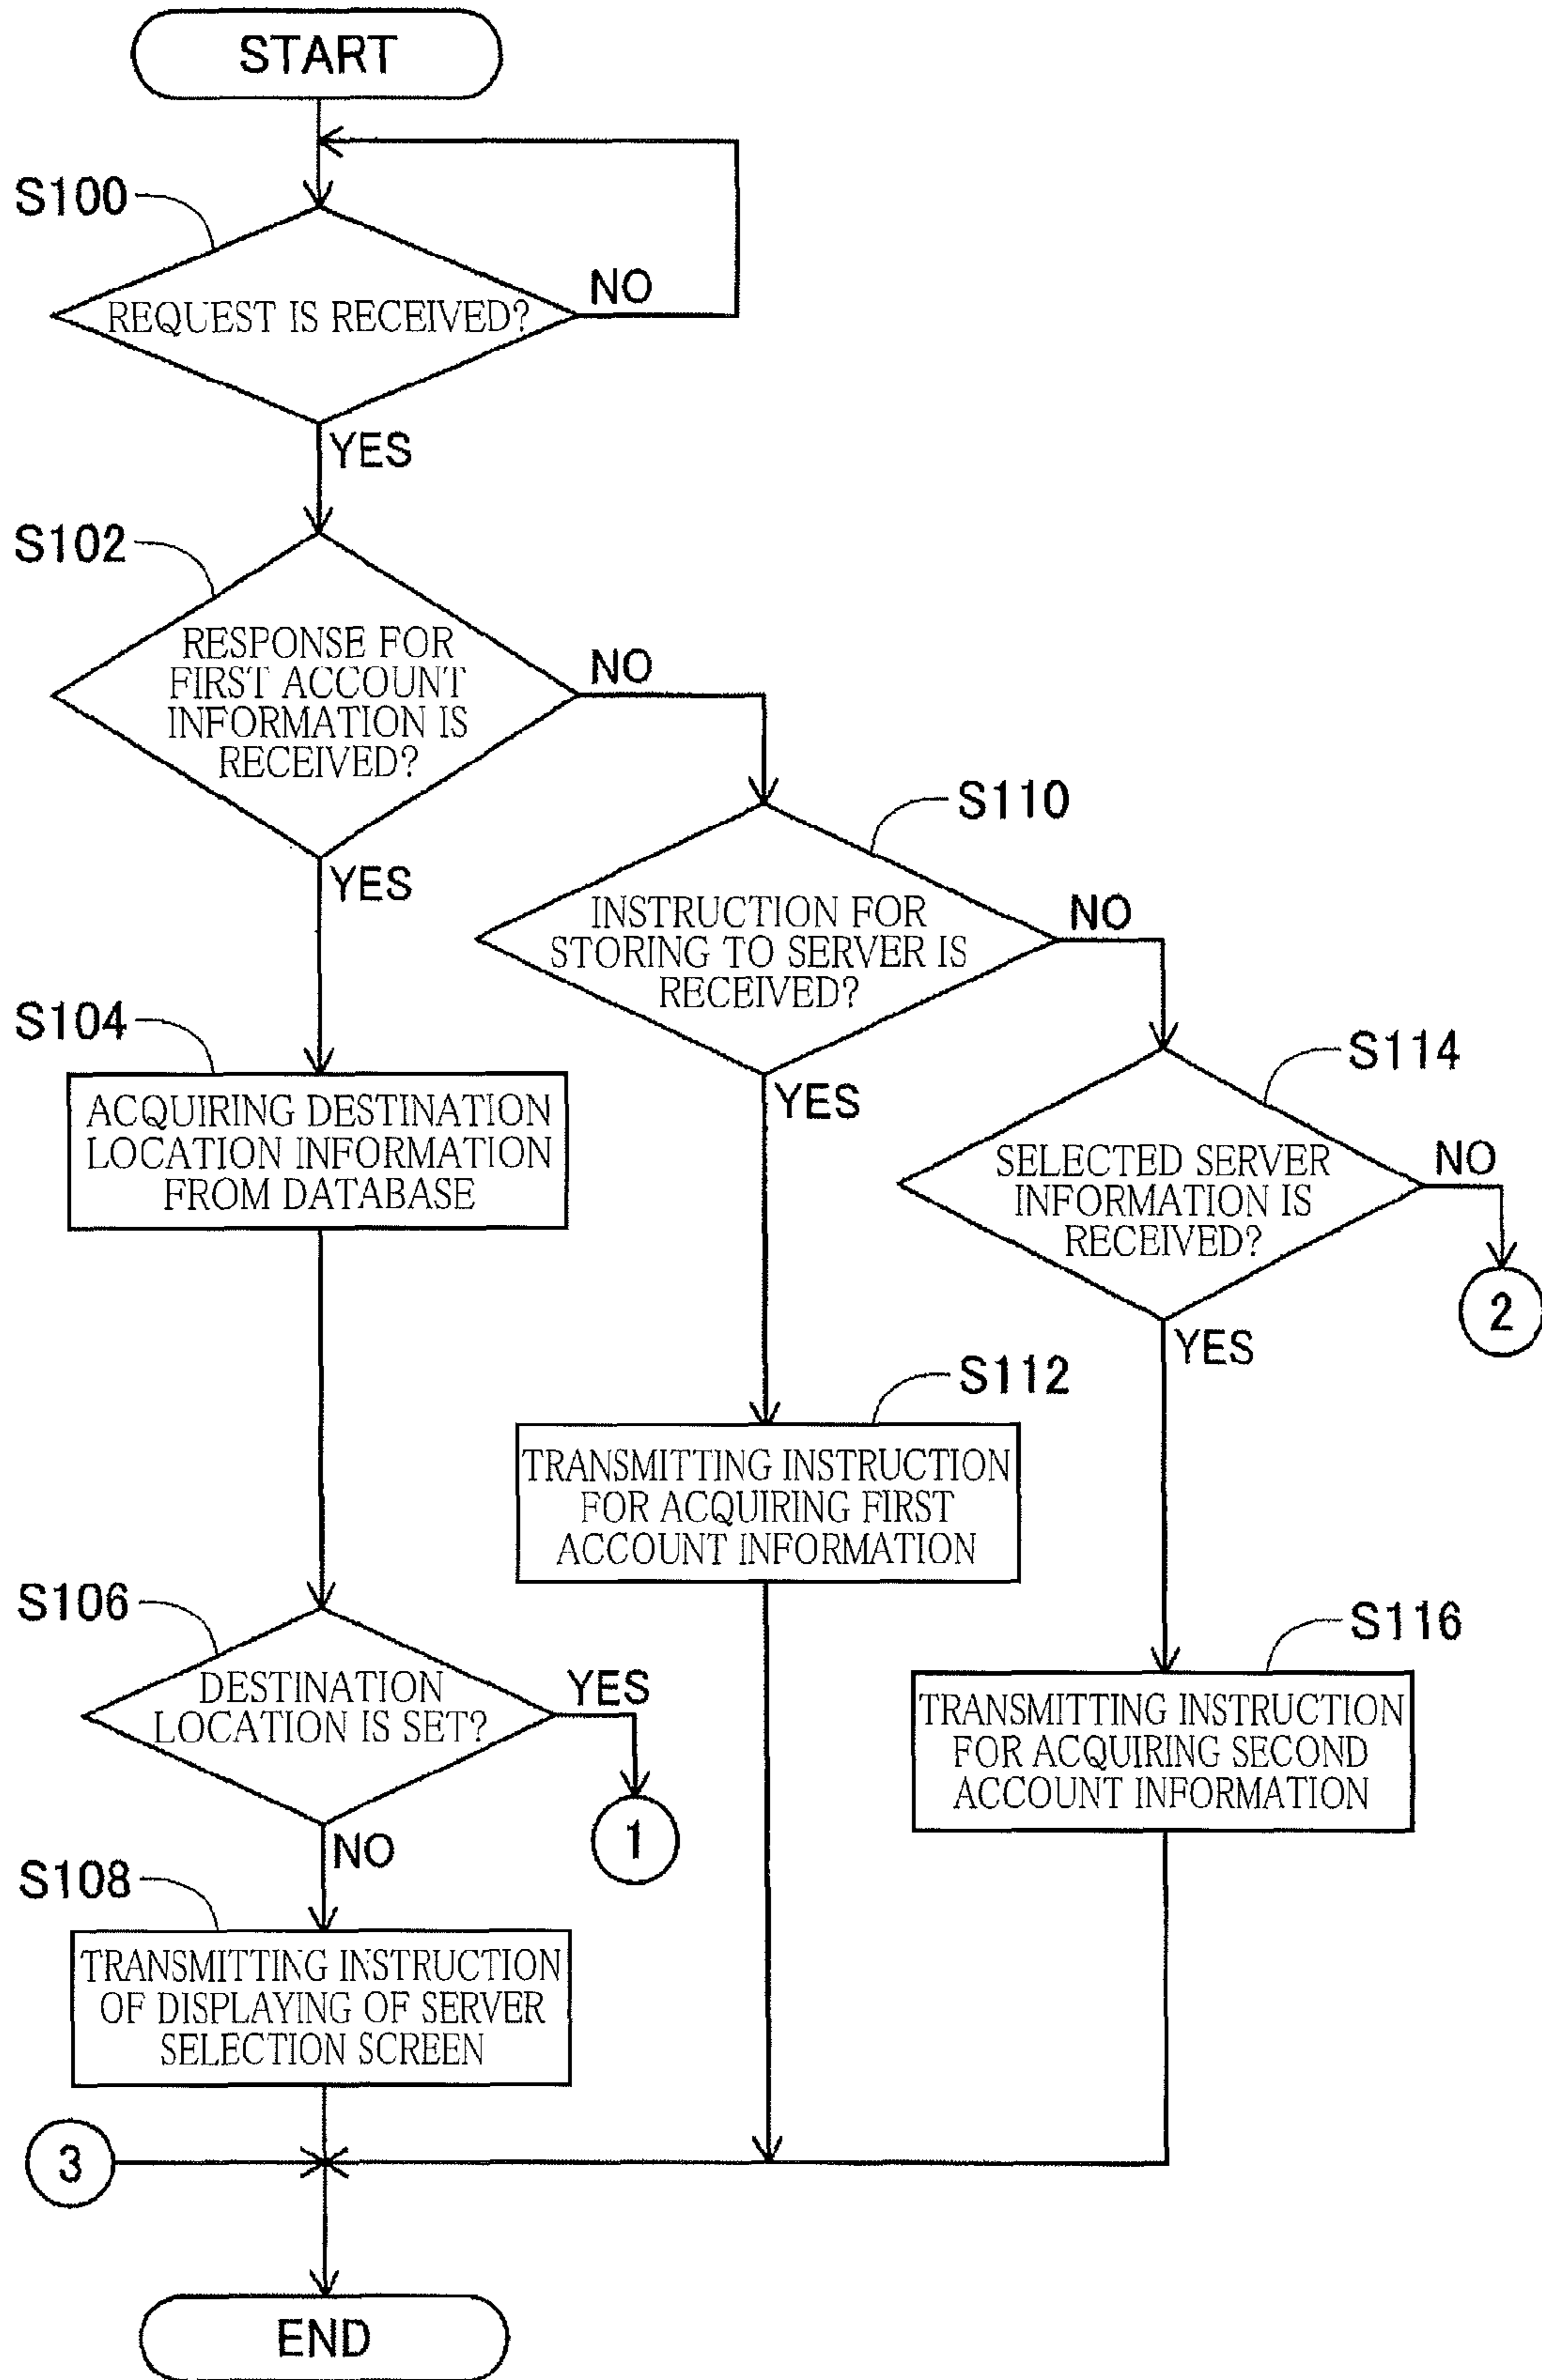 START
S100
REQUEST IS RECEIVED?
NO
YES
S102
RESPONSE FOR
FIRST ACCOUNT
INFORMATION IS
RECEIVED?
NO
YES
S110
INSTRUCTION FOR
STORING TO SERVER IS
RECEIVED?
NO
YES
S104
ACQUIRING DESTINATION
LOCATION INFORMATION
FROM DATABASE
S114
SELECTED SERVER
INFORMATION IS
RECEIVED?
NO
2
YES
S112
TRANSMITTING INSTRUCTION
FOR ACQUIRING FIRST
ACCOUNT INFORMATION
S106
DESTINATION
LOCATION IS SET?
YES
1
NO
S116
TRANSMITTING INSTRUCTION
FOR ACQUIRING SECOND
ACCOUNT INFORMATION
S108
TRANSMITTING INSTRUCTION
OF DISPLAYING OF SERVER
SELECTION SCREEN
3
END